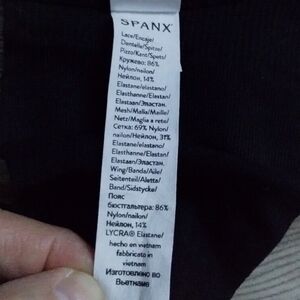 SPANX®
Lace/Encaje/
Dentelle/Spitze/
Pizzo/Kant/Spets/
Кружево: 86%
Nylon/nailon/
Нейлон, 14%
Elastane/elastano/
Elasthanne/Elastan/
Elastaan/Эластан.
Mesh/Malla/Maille/
Netz/Maglia a rete/
Сетка: 69% Nylon/
nailon/Нейлон, 31%
Elastane/elastano/
Elasthanne/Elastan/
Elastaan/Эластан.
Wing/Banda/Aile/
Seitenteil/Aletta/
Band/Sidstycke/
Пояс
бюстгальтера: 86%
Nylon/nailon/
Нейлон, 14%
LYCRA® Elastane/
hecho en vietnam
fabbricato in
vietnam
Изготовлено во
Вьетнаме